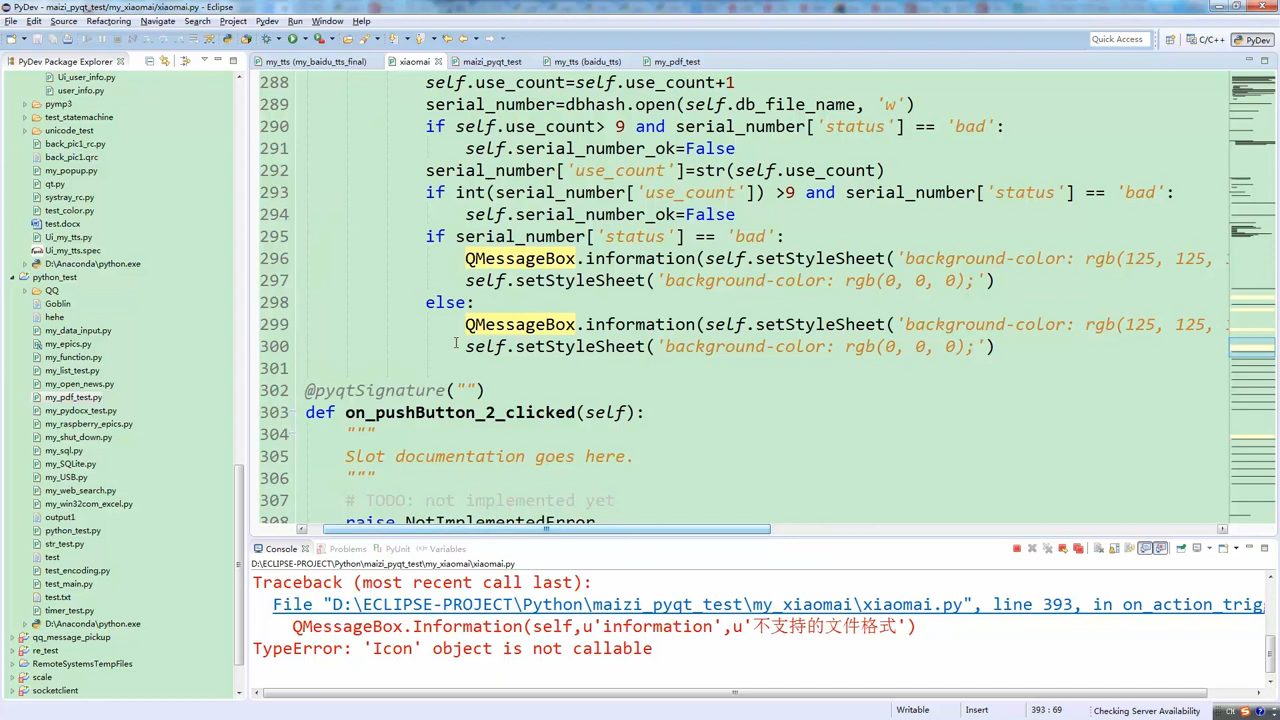 PyDev - maizi_pyqt_test/my_xiaomai/xiaomai.py - Eclipse
File Edit Source Refactoring Navigate Search Project Pydev Run Window Help
Quick Access
C/C++
PyDev
PyDev Package Explorer
my_tts (my_baidu_tts_final)
xiaomai
maizi_pyqt_test
my_tts (baidu_tts)
my_pdf_test
Ui_user_info.py
user_info.py
pymp3
test_statemachine
unicode_test
back_pic1_rc.py
back_pic1.qrc
my_popup.py
qt.py
systray_rc.py
test_color.py
test.docx
Ui_my_tts.py
Ui_my_tts.spec
D:\Anaconda\python.exe
python_test
QQ
Goblin
hehe
my_data_input.py
my_epics.py
my_function.py
my_list_test.py
my_open_news.py
my_pdf_test.py
my_pydocx_test.py
my_raspberry_epics.py
my_shut_down.py
my_sql.py
my_SQLite.py
my_USB.py
my_web_search.py
my_win32com_excel.py
output1
python_test.py
str_test.py
test
test_encoding.py
test_main.py
test.txt
timer_test.py
D:\Anaconda\python.exe
qq_message_pickup
re_test
RemoteSystemsTempFiles
scale
socketclient
288 self.use_count=self.use_count+1
289 serial_number=dbhash.open(self.db_file_name, 'w')
290 if self.use_count> 9 and serial_number['status'] == 'bad':
291 self.serial_number_ok=False
292 serial_number['use_count']=str(self.use_count)
293 if int(serial_number['use_count']) >9 and serial_number['status'] == 'bad':
294 self.serial_number_ok=False
295 if serial_number['status'] == 'bad':
296 QMessageBox.information(self.setStyleSheet('background-color: rgb(125, 125,
297 self.setStyleSheet('background-color: rgb(0, 0, 0);')
298 else:
299 QMessageBox.information(self.setStyleSheet('background-color: rgb(125, 125,
300 self.setStyleSheet('background-color: rgb(0, 0, 0);')
301
302 @pyqtSignature("")
303 def on_pushButton_2_clicked(self):
304 """
305 Slot documentation goes here.
306 """
307 # TODO: not implemented yet
308 raise NotImplementedError
Console
Problems
PyUnit
Variables
D:\ECLIPSE-PROJECT\Python\maizi_pyqt_test\my_xiaomai\xiaomai.py
Traceback (most recent call last):
File "D:\ECLIPSE-PROJECT\Python\maizi_pyqt_test\my_xiaomai\xiaomai.py", line 393, in on_action_trig
QMessageBox.Information(self,u'information',u'不支持的文件格式')
TypeError: 'Icon' object is not callable
Writable
Insert
393 : 69
Checking Server Availability
CH